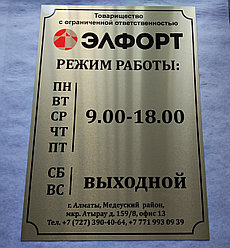 Товарищество
с ограниченной ответственностью
ЭЛФОРТ
РЕЖИМ РАБОТЫ:
ПН
ВТ
СР 9.00-18.00
ЧТ
ПТ
СБ
ВС ВЫХОДНОЙ
г. Алматы, Медеуский район,
мкр. Атырау д. 159/8, офис 13
Тел. +7 (727) 390-40-64, +7 771 993 09 39